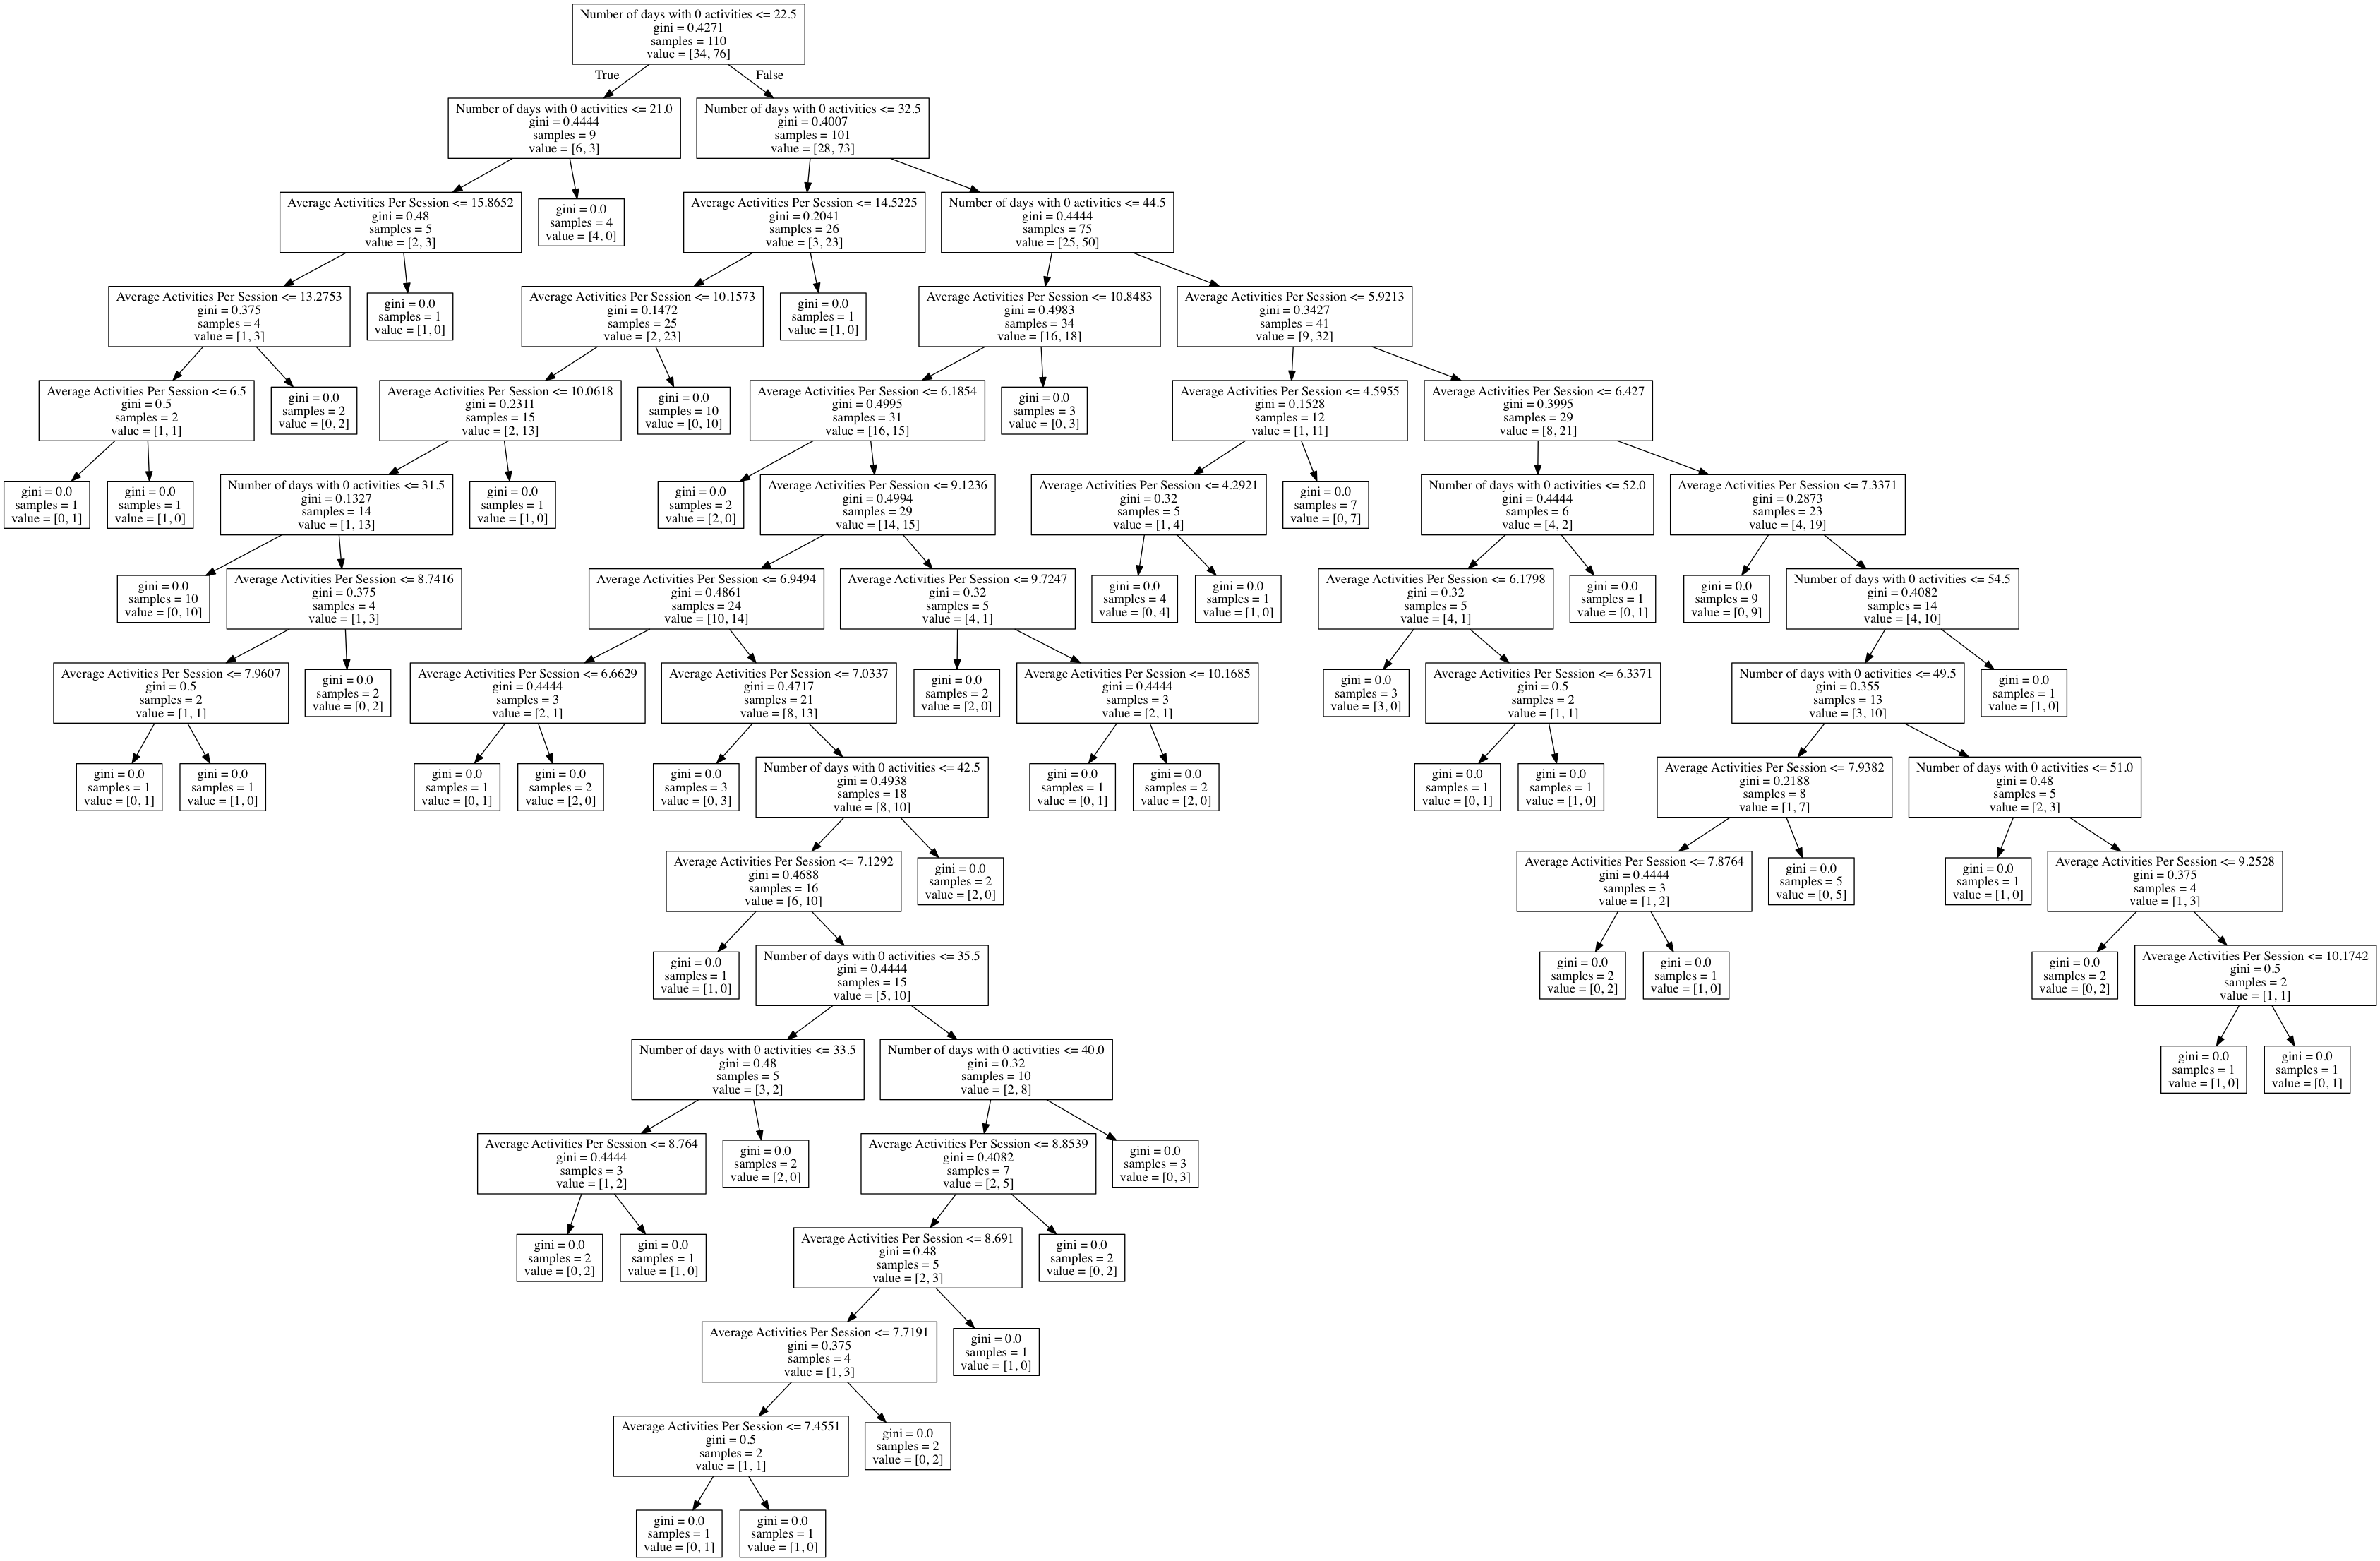 Number of days with 0 activities <= 22.5
gini = 0.4271
samples = 110
value = [34, 76]
True
False
Number of days with 0 activities <= 21.0
gini = 0.4444
samples = 9
value = [6, 3]
Number of days with 0 activities <= 32.5
gini = 0.4007
samples = 101
value = [28, 73]
Average Activities Per Session <= 15.8652
gini = 0.48
samples = 5
value = [2, 3]
gini = 0.0
samples = 4
value = [4, 0]
Average Activities Per Session <= 14.5225
gini = 0.2041
samples = 26
value = [3, 23]
Number of days with 0 activities <= 44.5
gini = 0.4444
samples = 75
value = [25, 50]
Average Activities Per Session <= 13.2753
gini = 0.375
samples = 4
value = [1, 3]
gini = 0.0
samples = 1
value = [1, 0]
Average Activities Per Session <= 10.1573
gini = 0.1472
samples = 25
value = [2, 23]
gini = 0.0
samples = 1
value = [1, 0]
Average Activities Per Session <= 10.8483
gini = 0.4983
samples = 34
value = [16, 18]
Average Activities Per Session <= 5.9213
gini = 0.3427
samples = 41
value = [9, 32]
Average Activities Per Session <= 6.5
gini = 0.5
samples = 2
value = [1, 1]
gini = 0.0
samples = 2
value = [0, 2]
Average Activities Per Session <= 10.0618
gini = 0.2311
samples = 15
value = [2, 13]
gini = 0.0
samples = 10
value = [0, 10]
Average Activities Per Session <= 6.1854
gini = 0.4995
samples = 31
value = [16, 15]
gini = 0.0
samples = 3
value = [0, 3]
Average Activities Per Session <= 4.5955
gini = 0.1528
samples = 12
value = [1, 11]
Average Activities Per Session <= 6.427
gini = 0.3995
samples = 29
value = [8, 21]
gini = 0.0
samples = 1
value = [0, 1]
gini = 0.0
samples = 1
value = [1, 0]
Number of days with 0 activities <= 31.5
gini = 0.1327
samples = 14
value = [1, 13]
gini = 0.0
samples = 1
value = [1, 0]
gini = 0.0
samples = 2
value = [2, 0]
Average Activities Per Session <= 9.1236
gini = 0.4994
samples = 29
value = [14, 15]
Average Activities Per Session <= 4.2921
gini = 0.32
samples = 5
value = [1, 4]
gini = 0.0
samples = 7
value = [0, 7]
Number of days with 0 activities <= 52.0
gini = 0.4444
samples = 6
value = [4, 2]
Average Activities Per Session <= 7.3371
gini = 0.2873
samples = 23
value = [4, 19]
gini = 0.0
samples = 10
value = [0, 10]
Average Activities Per Session <= 8.7416
gini = 0.375
samples = 4
value = [1, 3]
Average Activities Per Session <= 6.9494
gini = 0.4861
samples = 24
value = [10, 14]
Average Activities Per Session <= 9.7247
gini = 0.32
samples = 5
value = [4, 1]
gini = 0.0
samples = 4
value = [0, 4]
gini = 0.0
samples = 1
value = [1, 0]
Average Activities Per Session <= 6.1798
gini = 0.32
samples = 5
value = [4, 1]
gini = 0.0
samples = 1
value = [0, 1]
gini = 0.0
samples = 9
value = [0, 9]
Number of days with 0 activities <= 54.5
gini = 0.4082
samples = 14
value = [4, 10]
Average Activities Per Session <= 7.9607
gini = 0.5
samples = 2
value = [1, 1]
gini = 0.0
samples = 2
value = [0, 2]
Average Activities Per Session <= 6.6629
gini = 0.4444
samples = 3
value = [2, 1]
Average Activities Per Session <= 7.0337
gini = 0.4717
samples = 21
value = [8, 13]
gini = 0.0
samples = 2
value = [2, 0]
Average Activities Per Session <= 10.1685
gini = 0.4444
samples = 3
value = [2, 1]
gini = 0.0
samples = 3
value = [3, 0]
Average Activities Per Session <= 6.3371
gini = 0.5
samples = 2
value = [1, 1]
Number of days with 0 activities <= 49.5
gini = 0.355
samples = 13
value = [3, 10]
gini = 0.0
samples = 1
value = [1, 0]
gini = 0.0
samples = 1
value = [0, 1]
gini = 0.0
samples = 1
value = [1, 0]
gini = 0.0
samples = 1
value = [0, 1]
gini = 0.0
samples = 2
value = [2, 0]
gini = 0.0
samples = 3
value = [0, 3]
Number of days with 0 activities <= 42.5
gini = 0.4938
samples = 18
value = [8, 10]
gini = 0.0
samples = 1
value = [0, 1]
gini = 0.0
samples = 2
value = [2, 0]
gini = 0.0
samples = 1
value = [0, 1]
gini = 0.0
samples = 1
value = [1, 0]
Average Activities Per Session <= 7.9382
gini = 0.2188
samples = 8
value = [1, 7]
Number of days with 0 activities <= 51.0
gini = 0.48
samples = 5
value = [2, 3]
Average Activities Per Session <= 7.1292
gini = 0.4688
samples = 16
value = [6, 10]
gini = 0.0
samples = 2
value = [2, 0]
Average Activities Per Session <= 7.8764
gini = 0.4444
samples = 3
value = [1, 2]
gini = 0.0
samples = 5
value = [0, 5]
gini = 0.0
samples = 1
value = [1, 0]
Average Activities Per Session <= 9.2528
gini = 0.375
samples = 4
value = [1, 3]
gini = 0.0
samples = 1
value = [1, 0]
Number of days with 0 activities <= 35.5
gini = 0.4444
samples = 15
value = [5, 10]
gini = 0.0
samples = 2
value = [0, 2]
gini = 0.0
samples = 1
value = [1, 0]
gini = 0.0
samples = 2
value = [0, 2]
Average Activities Per Session <= 10.1742
gini = 0.5
samples = 2
value = [1, 1]
Number of days with 0 activities <= 33.5
gini = 0.48
samples = 5
value = [3, 2]
Number of days with 0 activities <= 40.0
gini = 0.32
samples = 10
value = [2, 8]
gini = 0.0
samples = 1
value = [1, 0]
gini = 0.0
samples = 1
value = [0, 1]
Average Activities Per Session <= 8.764
gini = 0.4444
samples = 3
value = [1, 2]
gini = 0.0
samples = 2
value = [2, 0]
Average Activities Per Session <= 8.8539
gini = 0.4082
samples = 7
value = [2, 5]
gini = 0.0
samples = 3
value = [0, 3]
gini = 0.0
samples = 2
value = [0, 2]
gini = 0.0
samples = 1
value = [1, 0]
Average Activities Per Session <= 8.691
gini = 0.48
samples = 5
value = [2, 3]
gini = 0.0
samples = 2
value = [0, 2]
Average Activities Per Session <= 7.7191
gini = 0.375
samples = 4
value = [1, 3]
gini = 0.0
samples = 1
value = [1, 0]
Average Activities Per Session <= 7.4551
gini = 0.5
samples = 2
value = [1, 1]
gini = 0.0
samples = 2
value = [0, 2]
gini = 0.0
samples = 1
value = [0, 1]
gini = 0.0
samples = 1
value = [1, 0]